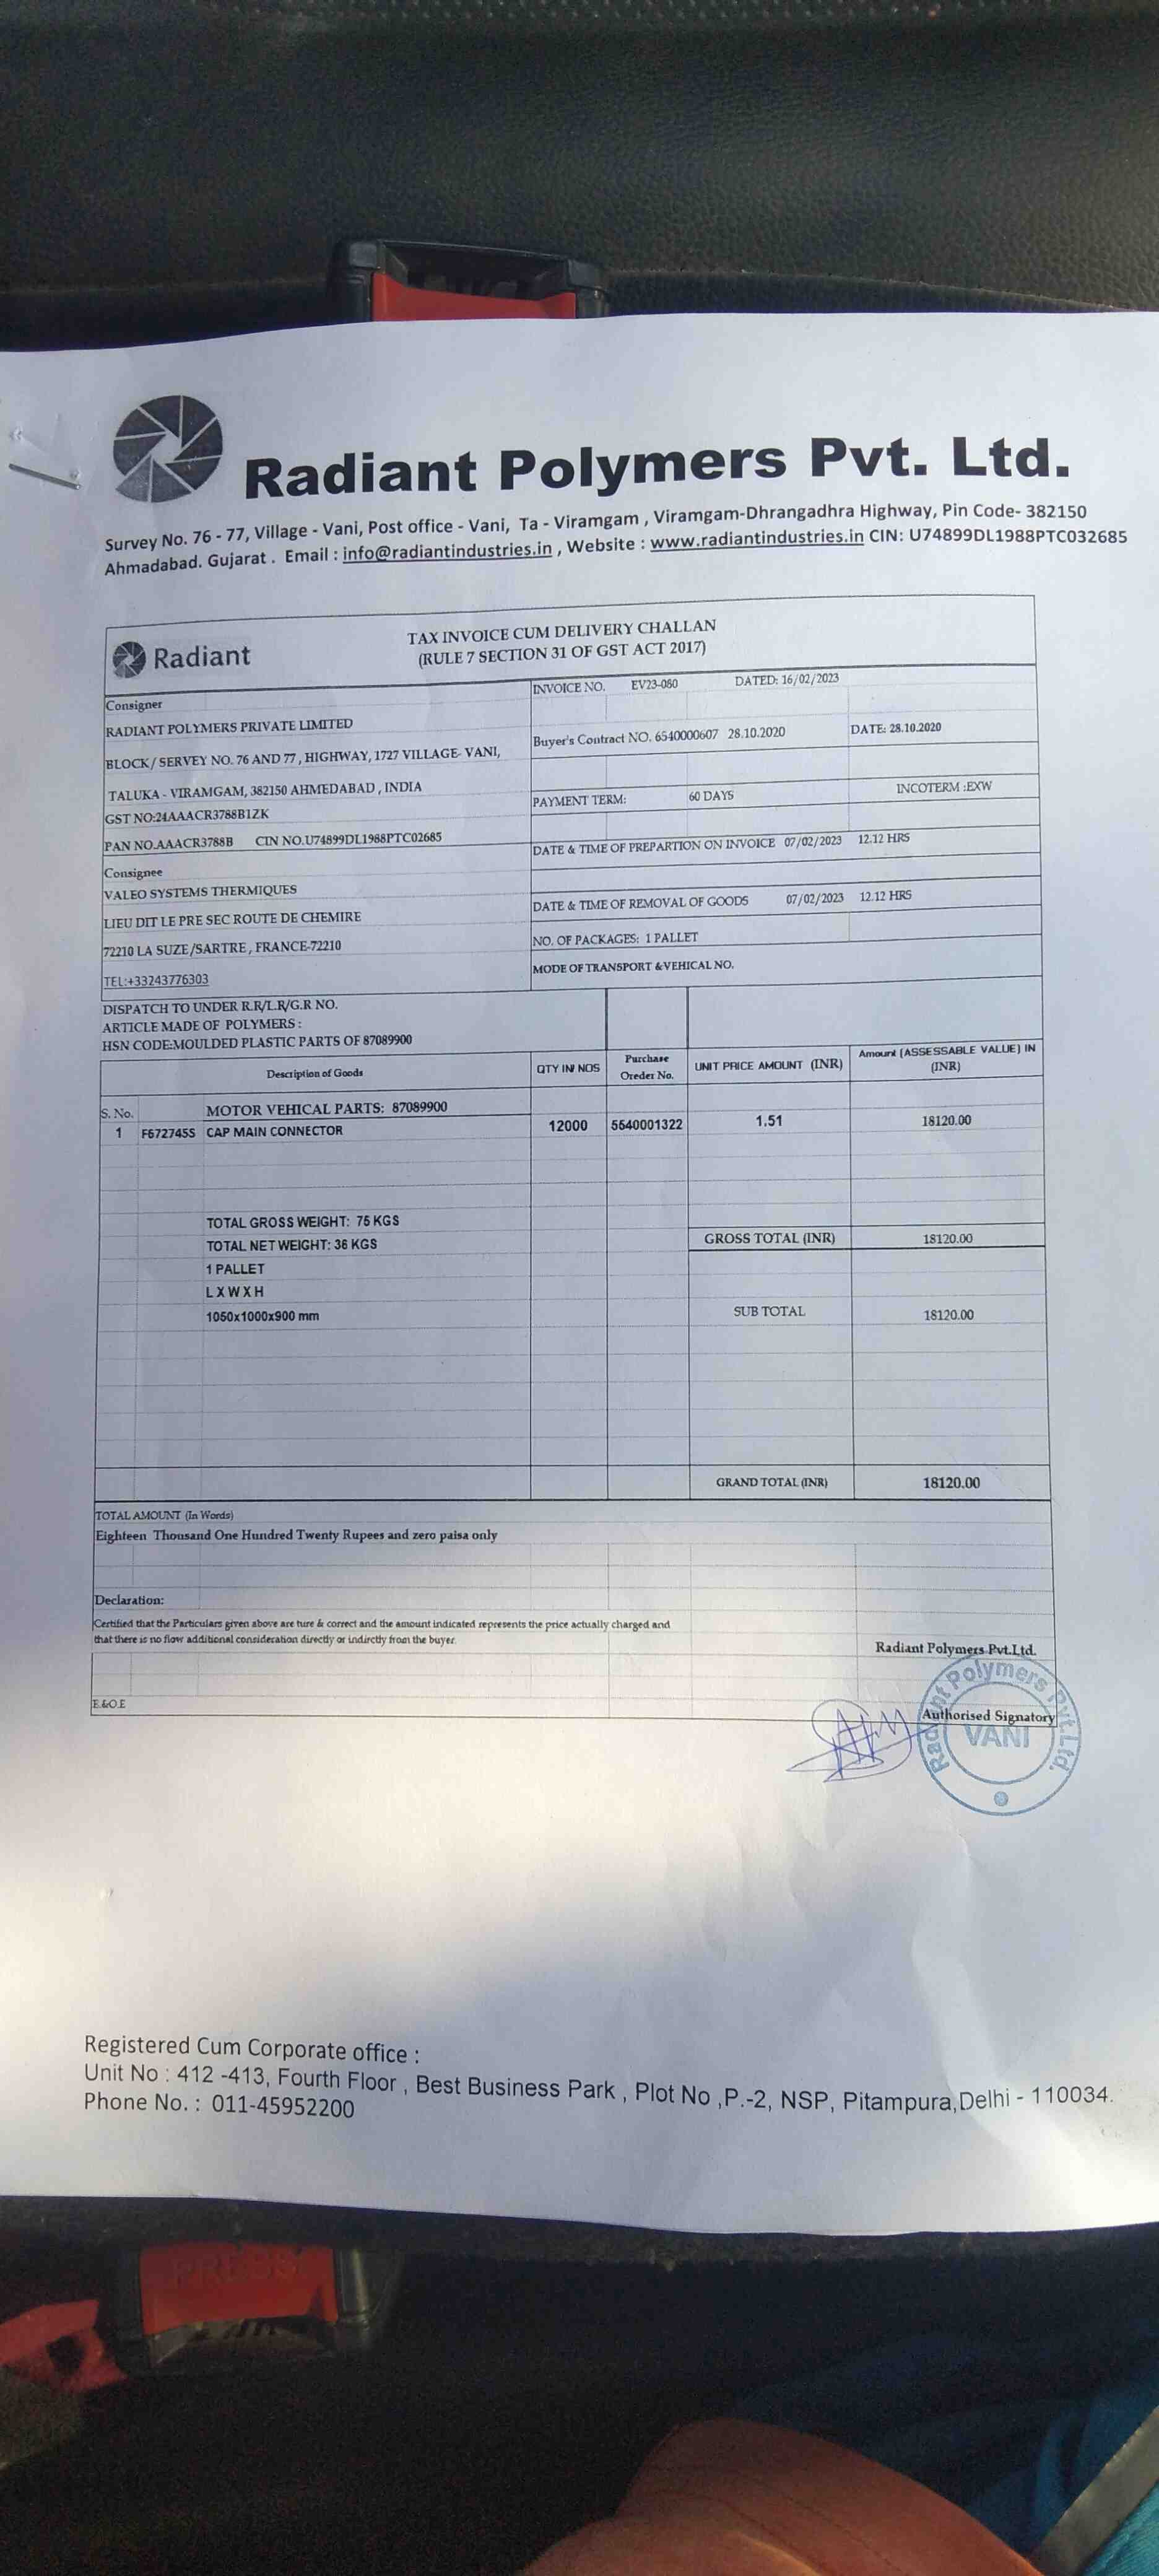 Radiant Polymers Pvt. Ltd.
Survey No. 76 - 77, Village - Vani, Post office - Vani, Ta - Viramgam , Viramgam-Dhrangadhra Highway, Pin Code- 382150
Ahmadabad. Gujarat . Email : info@radiantindustries.in , Website : www.radiantindustries.in CIN: U74899DL1988PTC032685
Radiant
TAX INVOICE CUM DELIVERY CHALLAN
(RULE 7 SECTION 31 OF GST ACT 2017)
Consigner
RADIANT POLYMERS PRIVATE LIMITED
BLOCK/ SERVEY NO. 76 AND 77 , HIGHWAY, 1727 VILLAGE- VANI,
TALUKA - VIRAMGAM, 382150 AHMEDABAD , INDIA
GST NO:24AAACR3788B1ZK
PAN NO.AAACR3788B CIN NO.U74899DL1988PTC02685
INVOICE NO. EV23-080 DATED: 16/02/2023
Buyer's Contract NO. 6540000607 28.10.2020 DATE: 28.10.2020
PAYMENT TERM: 60 DAYS INCOTERM :EXW
DATE & TIME OF PREPARTION ON INVOICE 07/02/2023 12.12 HRS
Consignee
VALEO SYSTEMS THERMIQUES
LIEU DIT LE PRE SEC ROUTE DE CHEMIRE
72210 LA SUZE/SARTRE , FRANCE-72210
TEL:+33243776303
DATE & TIME OF REMOVAL OF GOODS 07/02/2023 12.12 HRS
NO. OF PACKAGES: 1 PALLET
MODE OF TRANSPORT &VEHICAL NO.
DISPATCH TO UNDER R.R/L.R/G.R NO.
ARTICLE MADE OF POLYMERS :
HSN CODE:MOULDED PLASTIC PARTS OF 87089900
Description of Goods QTY IN NOS Purchase Oreder No. UNIT PRICE AMOUNT (INR) Amount (ASSESSABLE VALUE) IN (INR)
S. No. MOTOR VEHICAL PARTS: 87089900
1 F672745S CAP MAIN CONNECTOR 12000 5540001322 1.51 18120.00
TOTAL GROSS WEIGHT: 75 KGS
TOTAL NET WEIGHT: 36 KGS GROSS TOTAL (INR) 18120.00
1 PALLET
L X W X H
1050x1000x900 mm SUB TOTAL 18120.00
GRAND TOTAL (INR) 18120.00
TOTAL AMOUNT (In Words)
Eighteen Thousand One Hundred Twenty Rupees and zero paisa only
Declaration:
Certified that the Particulars given above are ture & correct and the amount indicated represents the price actually charged and
that there is no flow additional consideration directly or indirctly from the buyer.
Radiant Polymers Pvt.Ltd.
E.&O.E
Authorised Signatory
Radiant Polymers Pvt.Ltd.
VANI
Registered Cum Corporate office :
Unit No : 412 -413, Fourth Floor , Best Business Park , Plot No ,P.-2, NSP, Pitampura,Delhi - 110034.
Phone No. : 011-45952200
PRESS